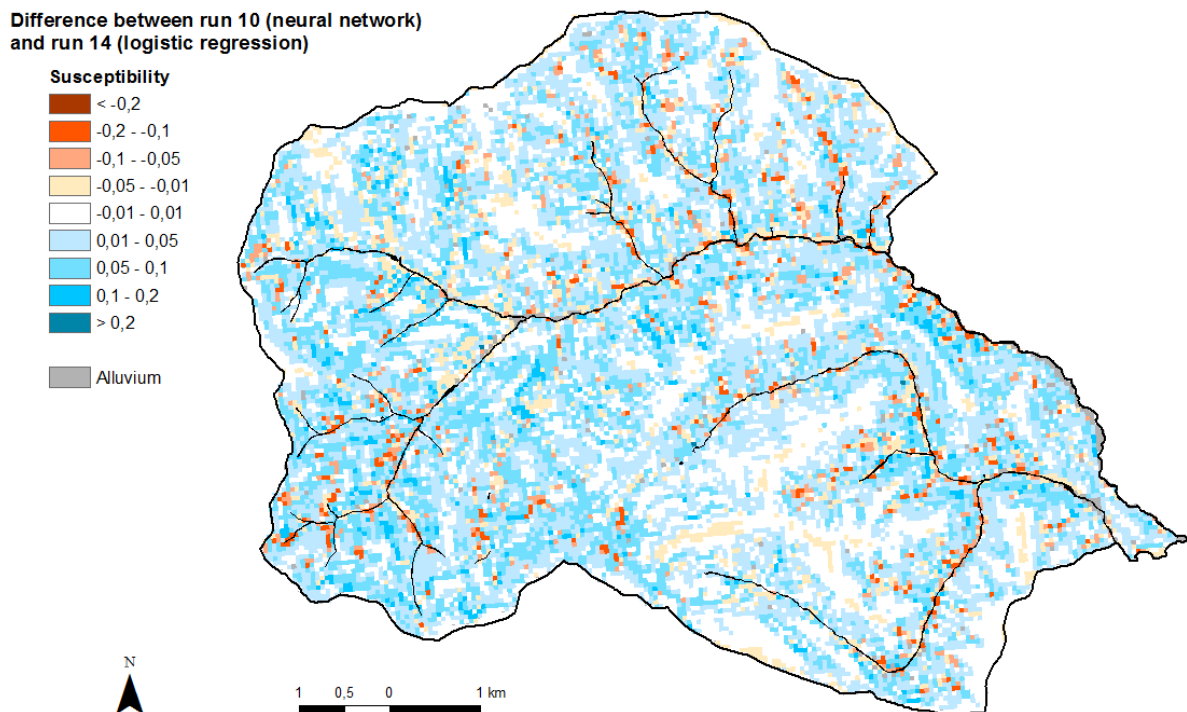 Difference between run 10 (neural network)
and run 14 (logistic regression)
Susceptibility
< -0,2
-0,2 - -0,1
-0,1 - -0,05
-0,05 - -0,01
-0,01 - 0,01
0,01 - 0,05
0,05 - 0,1
0,1 - 0,2
> 0,2
Alluvium
N
1 0,5 0 1 km